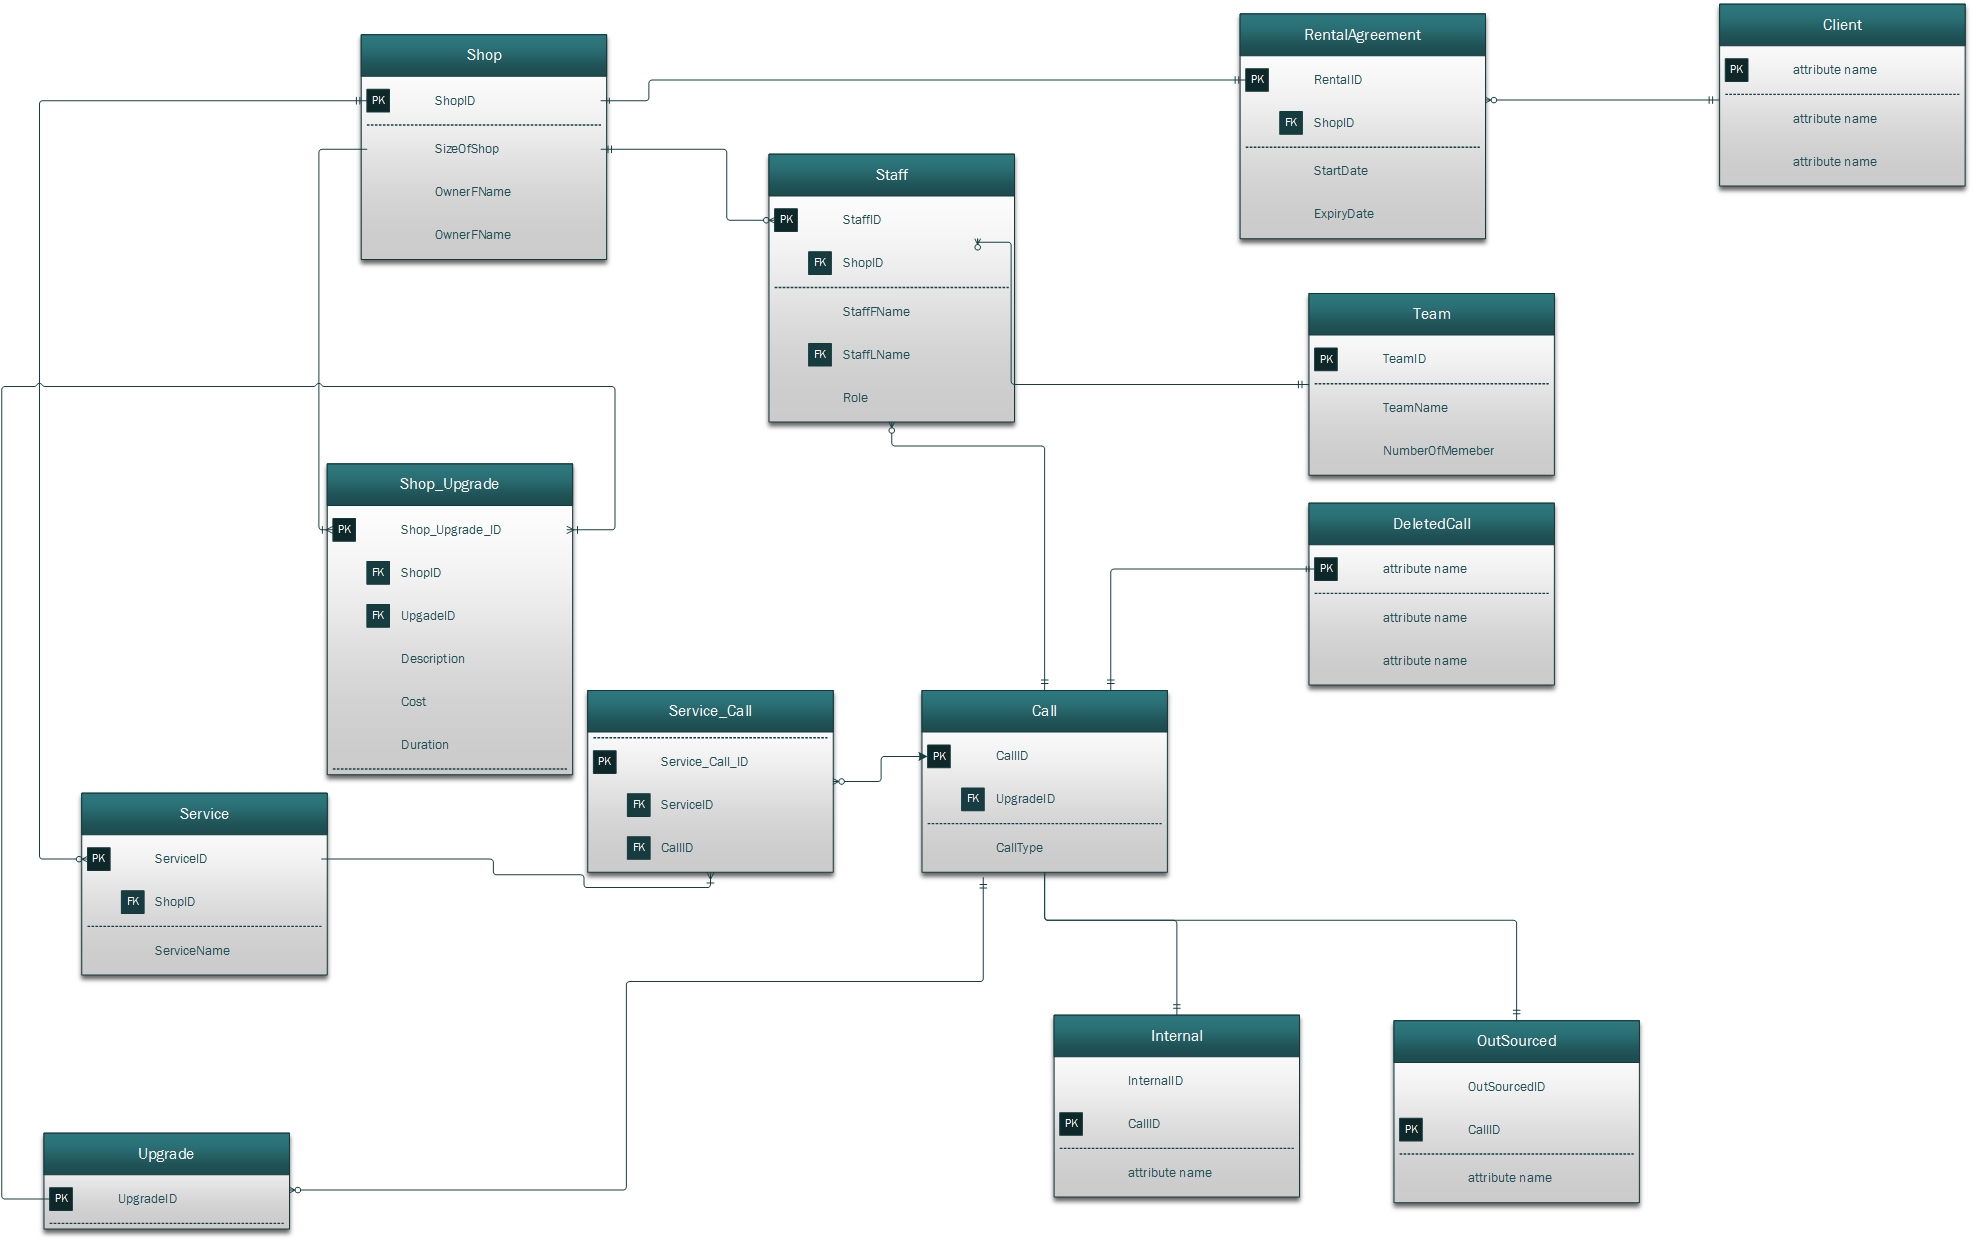 Shop
PK ShopID
SizeOfShop
OwnerFName
OwnerFName
RentalAgreement
PK RentalID
FK ShopID
StartDate
ExpiryDate
Client
PK attribute name
attribute name
attribute name
Staff
PK StaffID
FK ShopID
StaffFName
FK StaffLName
Role
Team
PK TeamID
TeamName
NumberOfMemeber
Shop_Upgrade
PK Shop_Upgrade_ID
FK ShopID
FK UpgadeID
Description
Cost
Duration
DeletedCall
PK attribute name
attribute name
attribute name
Service_Call
PK Service_Call_ID
FK ServiceID
FK CallID
Call
PK CallID
FK UpgradeID
CallType
Service
PK ServiceID
FK ShopID
ServiceName
Internal
InternalID
PK CallID
attribute name
OutSourced
OutSourcedID
PK CallID
attribute name
Upgrade
PK UpgradeID